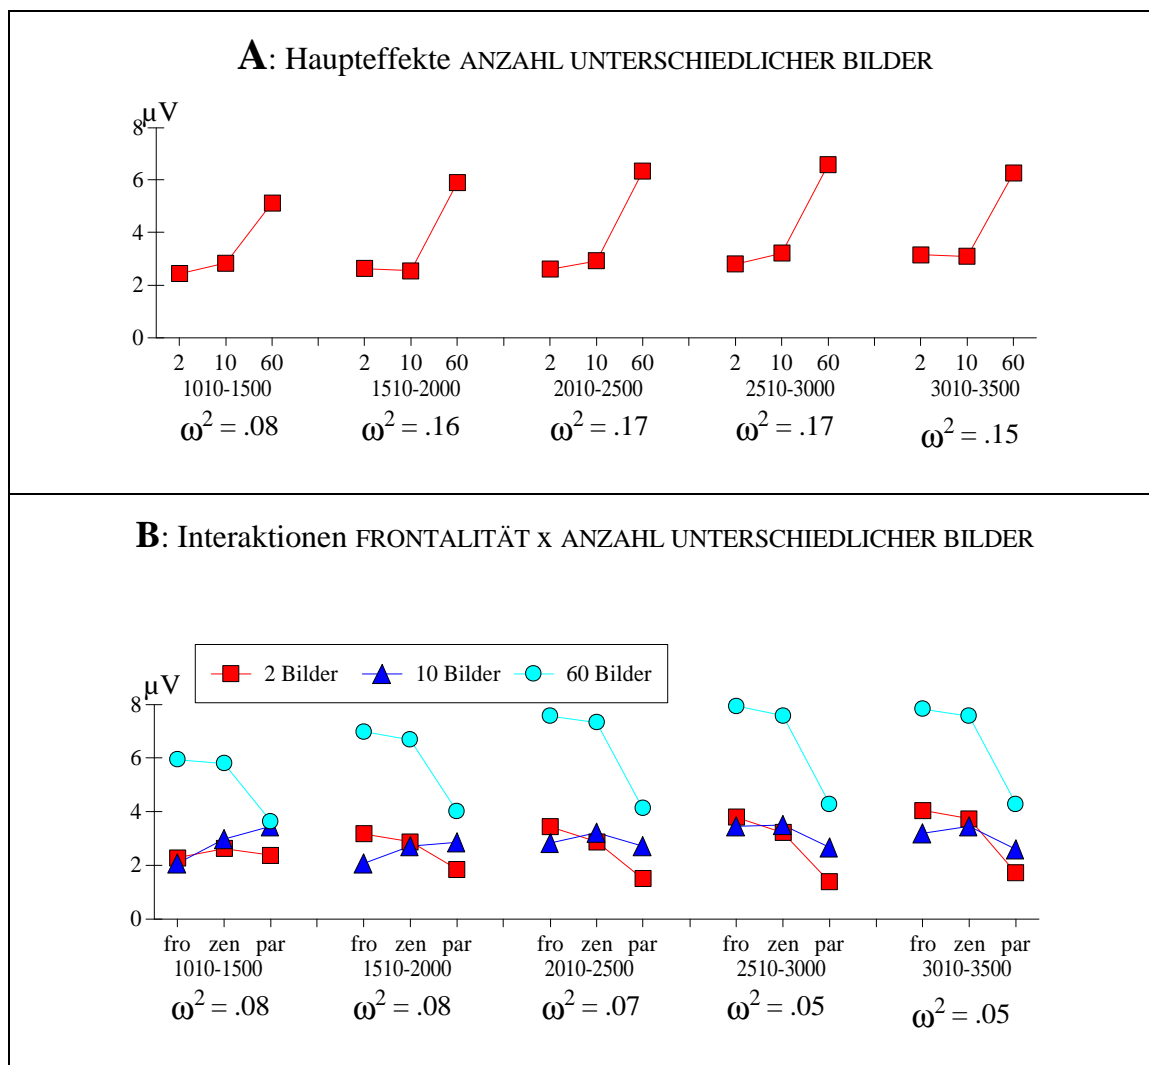 A: Haupteffekte ANZAHL UNTERSCHIEDLICHER BILDER
µV
8
6
4
2
0
2 10 60 2 10 60 2 10 60 2 10 60 2 10 60
1010-1500 1510-2000 2010-2500 2510-3000 3010-3500
ω² = .08 ω² = .16 ω² = .17 ω² = .17 ω² = .15
B: Interaktionen FRONTALITÄT x ANZAHL UNTERSCHIEDLICHER BILDER
2 Bilder 10 Bilder 60 Bilder
µV
8
6
4
2
0
fro zen par fro zen par fro zen par fro zen par fro zen par
1010-1500 1510-2000 2010-2500 2510-3000 3010-3500
ω² = .08 ω² = .08 ω² = .07 ω² = .05 ω² = .05